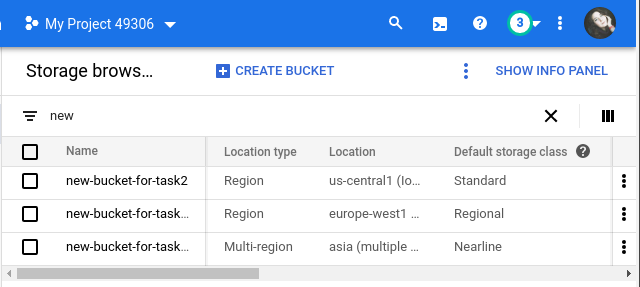 My Project 49306
3
Storage brows... CREATE BUCKET SHOW INFO PANEL
new
Name Location type Location Default storage class
new-bucket-for-task2 Region us-central1 (Io... Standard
new-bucket-for-task... Region europe-west1 ... Regional
new-bucket-for-task... Multi-region asia (multiple ... Nearline